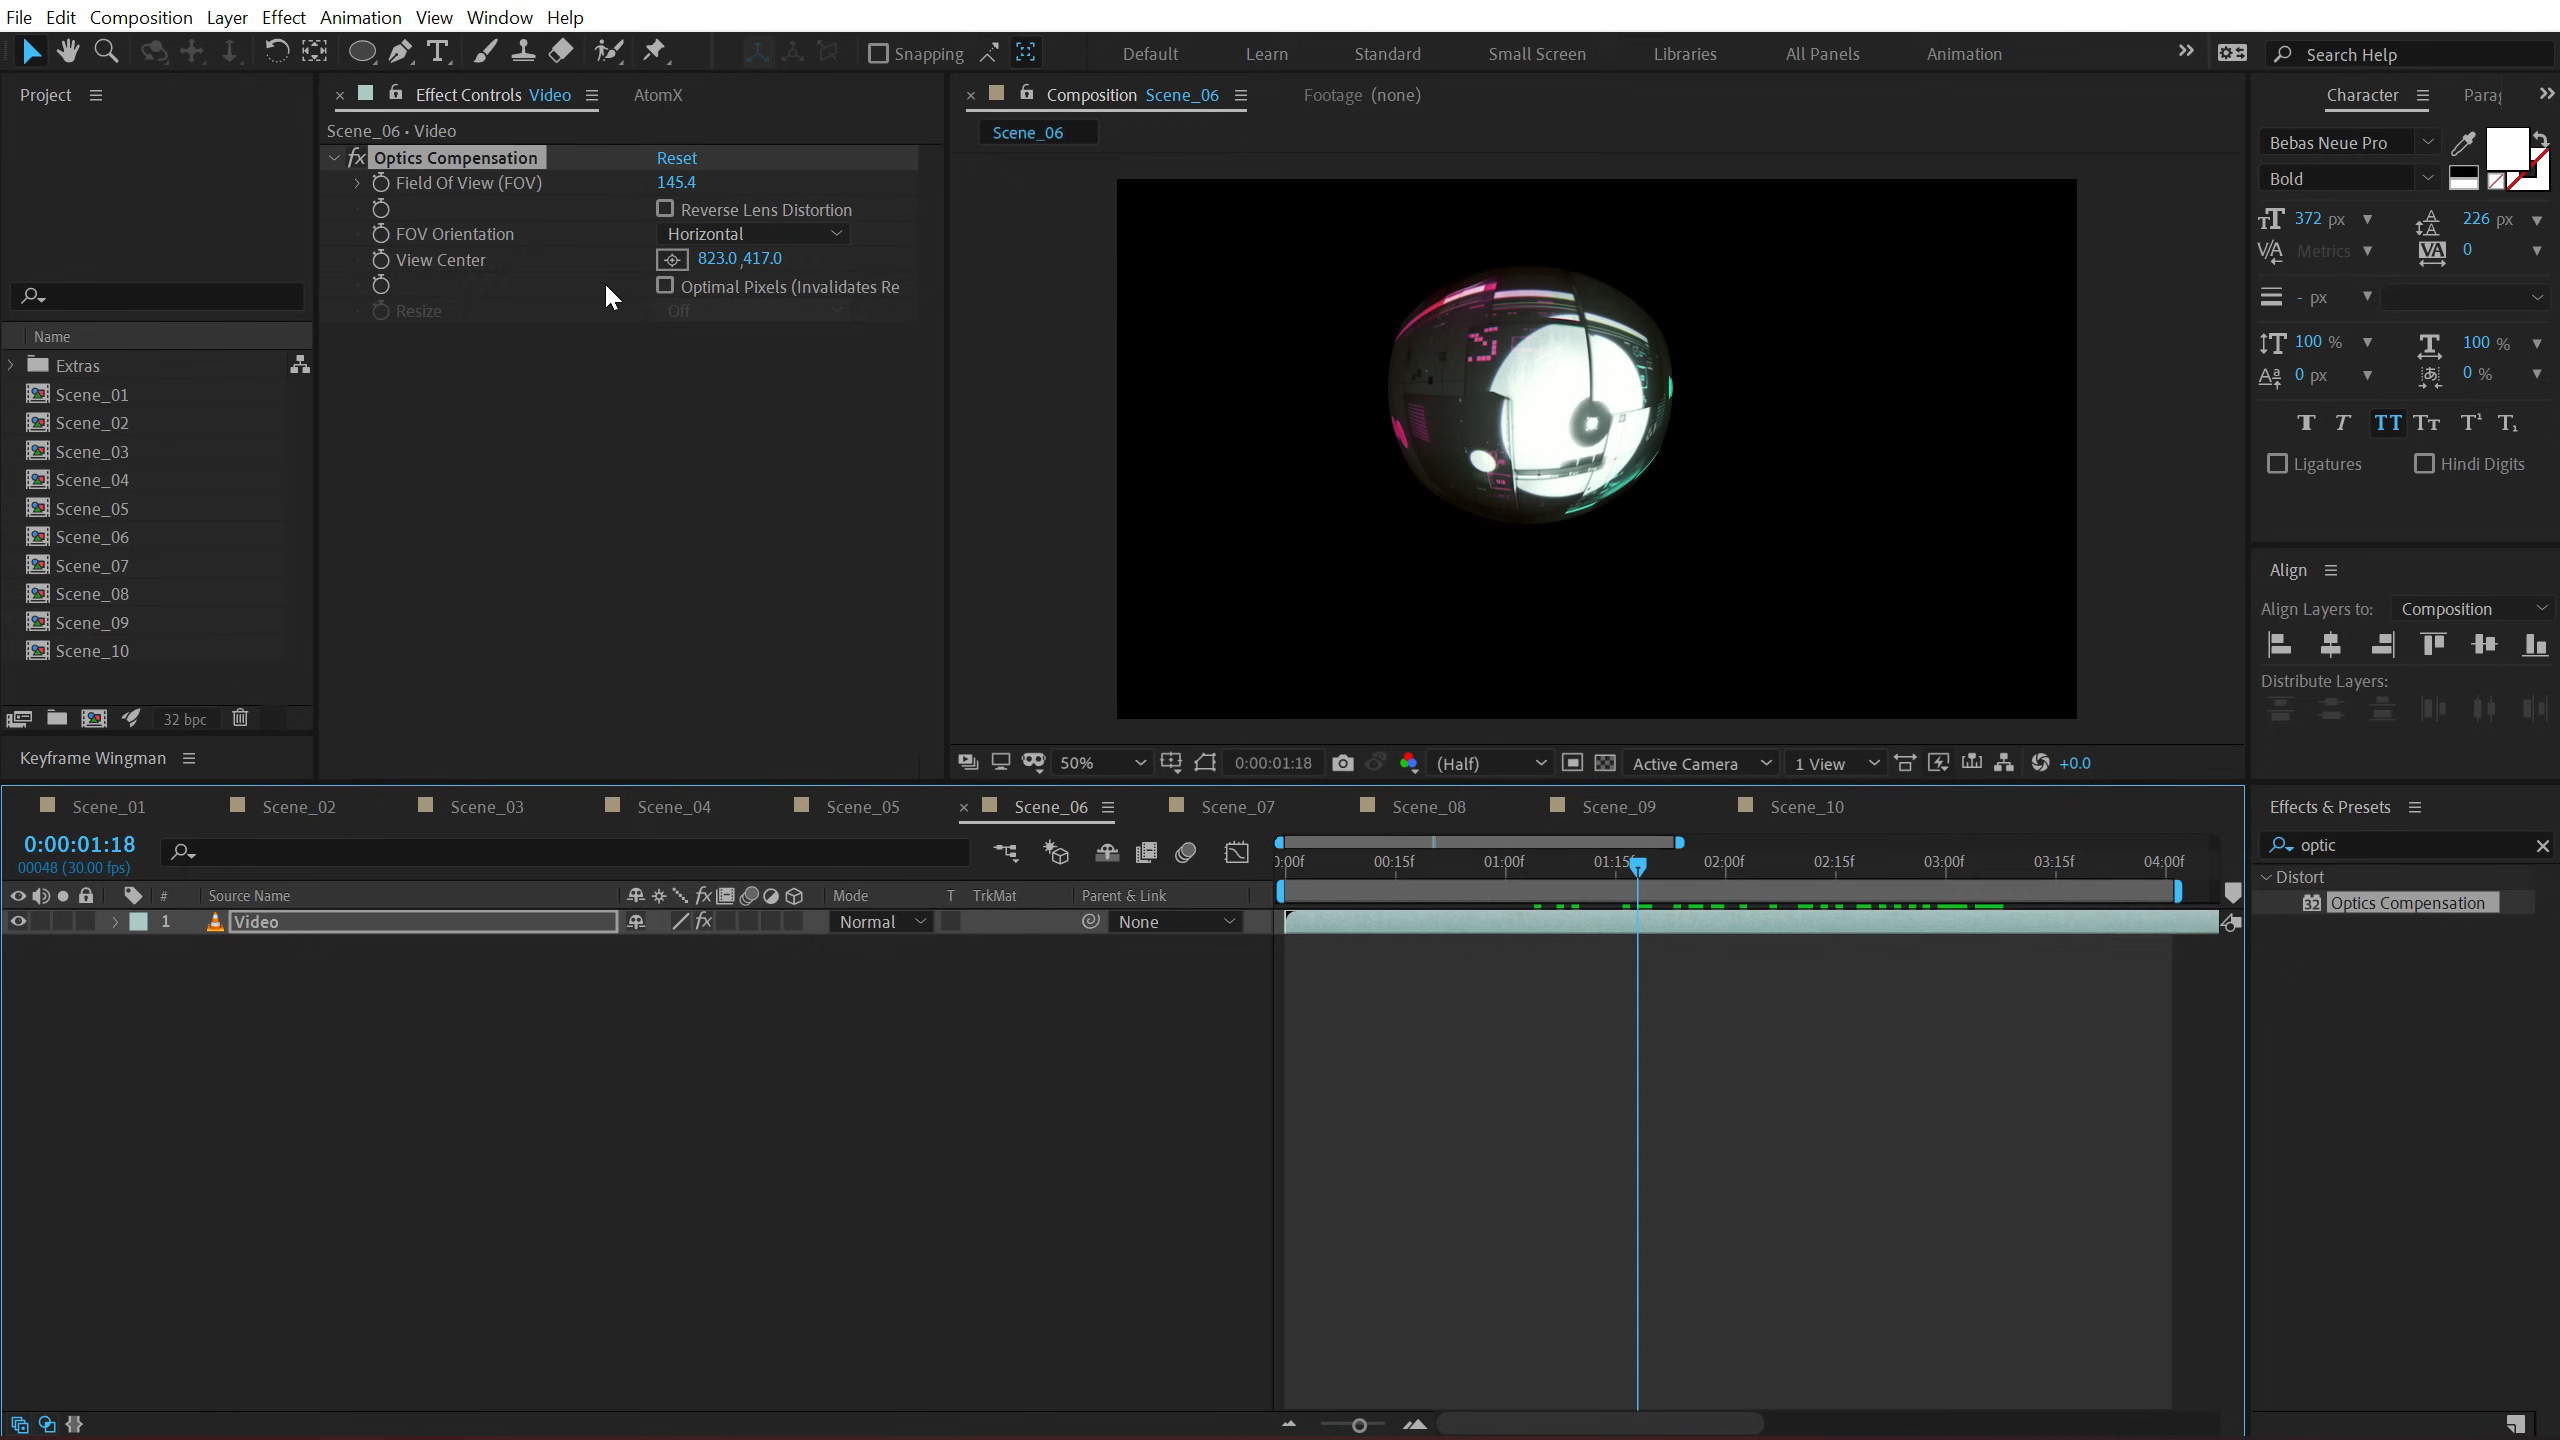 File Edit Composition Layer Effect Animation View Window Help
Snapping Default Learn Standard Small Screen Libraries All Panels Animation Search Help
Project
Effect Controls Video AtomX
Scene_06 • Video
fx Optics Compensation Reset
Field Of View (FOV) 145.4
Reverse Lens Distortion
FOV Orientation Horizontal
View Center 823.0 ,417.0
Optimal Pixels (Invalidates Re
Resize Off
Name
Extras
Scene_01
Scene_02
Scene_03
Scene_04
Scene_05
Scene_06
Scene_07
Scene_08
Scene_09
Scene_10
32 bpc
Keyframe Wingman
Composition Scene_06 Footage (none)
Scene_06
50% 0:00:01:18 (Half) Active Camera 1 View +0.0
Character
Bebas Neue Pro
Bold
372 px 226 px
Metrics 0
- px
100 % 100 %
0 px 0 %
T T TT Tt T¹ T₁
Ligatures Hindi Digits
Align
Align Layers to: Composition
Distribute Layers:
Effects & Presets
optic
Distort
32 Optics Compensation
Scene_01 Scene_02 Scene_03 Scene_04 Scene_05 Scene_06 Scene_07 Scene_08 Scene_09 Scene_10
0:00:01:18
00048 (30.00 fps)
# Source Name fx Mode T TrkMat Parent & Link
1 Video fx Normal None
):00f 00:15f 01:00f 01:15f 02:00f 02:15f 03:00f 03:15f 04:00f